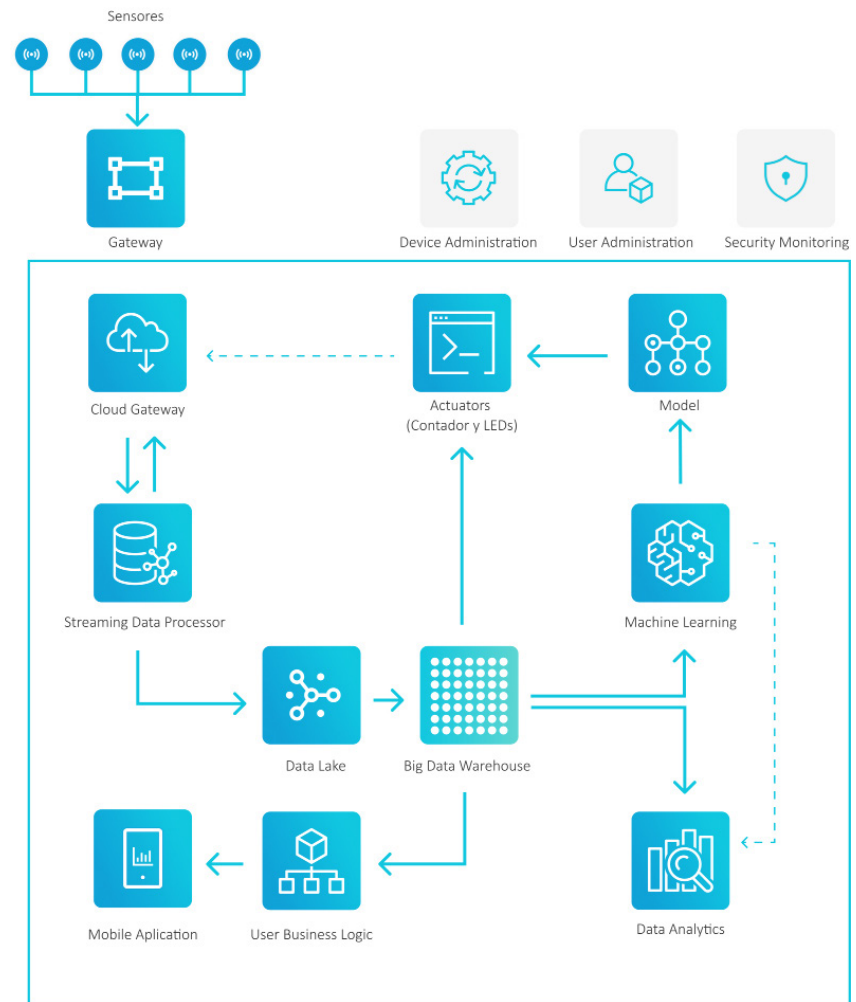 Sensores
Gateway
Device Administration
User Administration
Security Monitoring
Cloud Gateway
Actuators
(Contador y LEDs)
Model
Streaming Data Processor
Machine Learning
Data Lake
Big Data Warehouse
Mobile Aplication
User Business Logic
Data Analytics